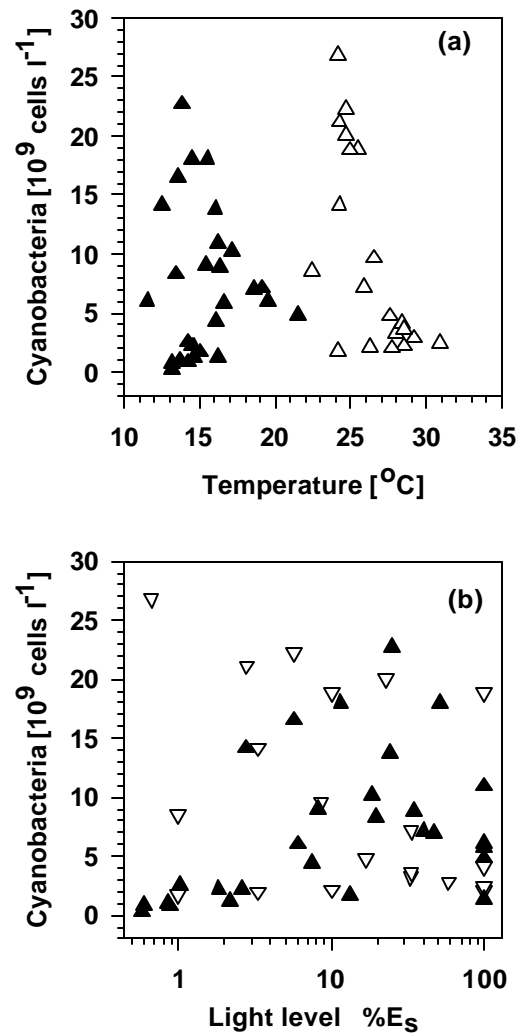 (a)
Cyanobacteria [10⁹ cells l⁻¹]
30
25
20
15
10
5
0
10 15 20 25 30 35
Temperature [°C]
(b)
Cyanobacteria [10⁹ cells l⁻¹]
30
25
20
15
10
5
0
1 10 100
Light level %Eₛ